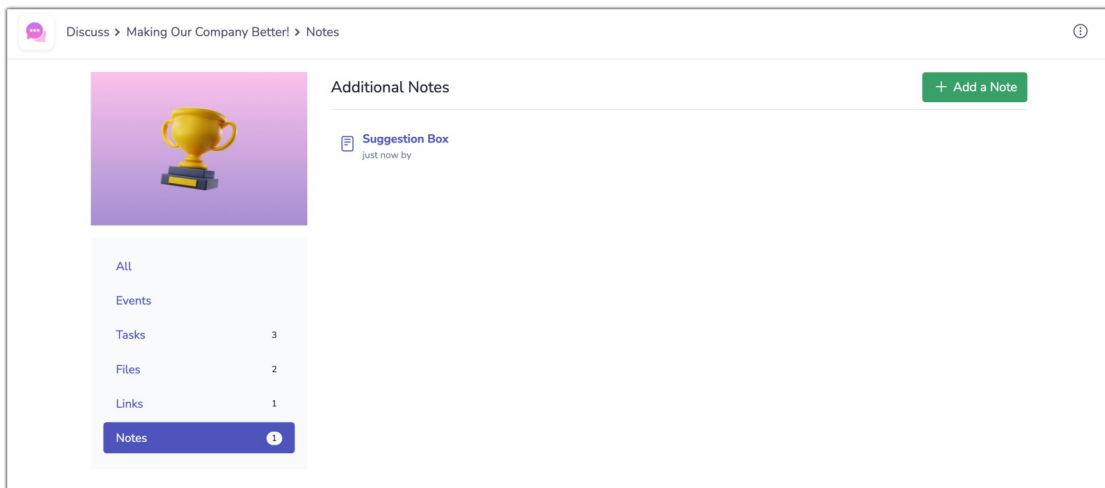 Discuss > Making Our Company Better! > Notes
Additional Notes
+ Add a Note
Suggestion Box
just now by
All
Events
Tasks 3
Files 2
Links 1
Notes 1